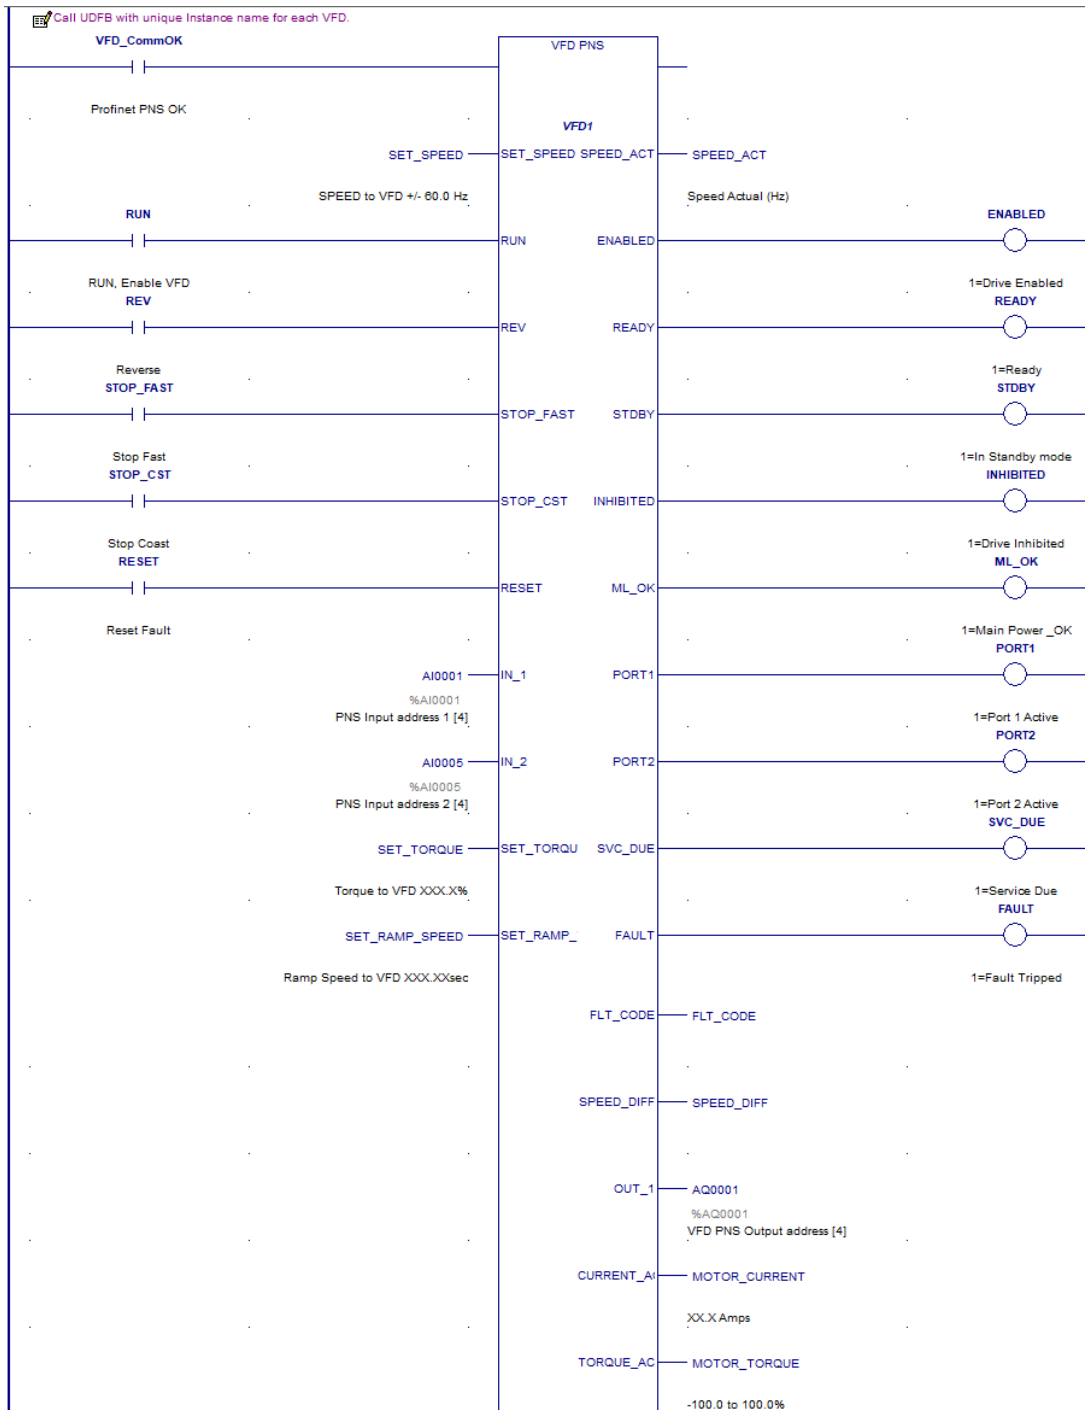 Call UDFB with unique Instance name for each VFD.
VFD_CommOK
VFD PNS
Profinet PNS OK
VFD1
SET_SPEED
SET_SPEED SPEED_ACT
SPEED_ACT
SPEED to VFD +/- 60.0 Hz
Speed Actual (Hz)
RUN
ENABLED
RUN
ENABLED
RUN, Enable VFD
1=Drive Enabled
REV
READY
REV
READY
Reverse
1=Ready
STOP_FAST
STDBY
STOP_FAST
STDBY
Stop Fast
1=In Standby mode
STOP_CST
INHIBITED
STOP_CST
INHIBITED
Stop Coast
1=Drive Inhibited
RESET
ML_OK
RESET
ML_OK
Reset Fault
1=Main Power _OK
PORT1
AI0001
IN_1
PORT1
%AI0001
PNS Input address 1 [4]
1=Port 1 Active
PORT2
AI0005
IN_2
PORT2
%AI0005
PNS Input address 2 [4]
1=Port 2 Active
SVC_DUE
SET_TORQUE
SET_TORQU
SVC_DUE
Torque to VFD XXX.X%
1=Service Due
FAULT
SET_RAMP_SPEED
SET_RAMP_
FAULT
Ramp Speed to VFD XXX.XXsec
1=Fault Tripped
FLT_CODE
FLT_CODE
SPEED_DIFF
SPEED_DIFF
OUT_1
AQ0001
%AQ0001
VFD PNS Output address [4]
CURRENT_A
MOTOR_CURRENT
XX.X Amps
TORQUE_AC
MOTOR_TORQUE
-100.0 to 100.0%